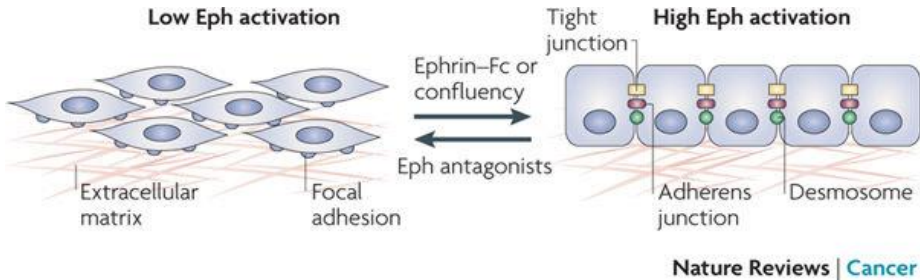 Low Eph activation
High Eph activation
Tight
junction
Ephrin–Fc or
confluency
Eph antagonists
Extracellular
matrix
Focal
adhesion
Adherens
junction
Desmosome
Nature Reviews | Cancer